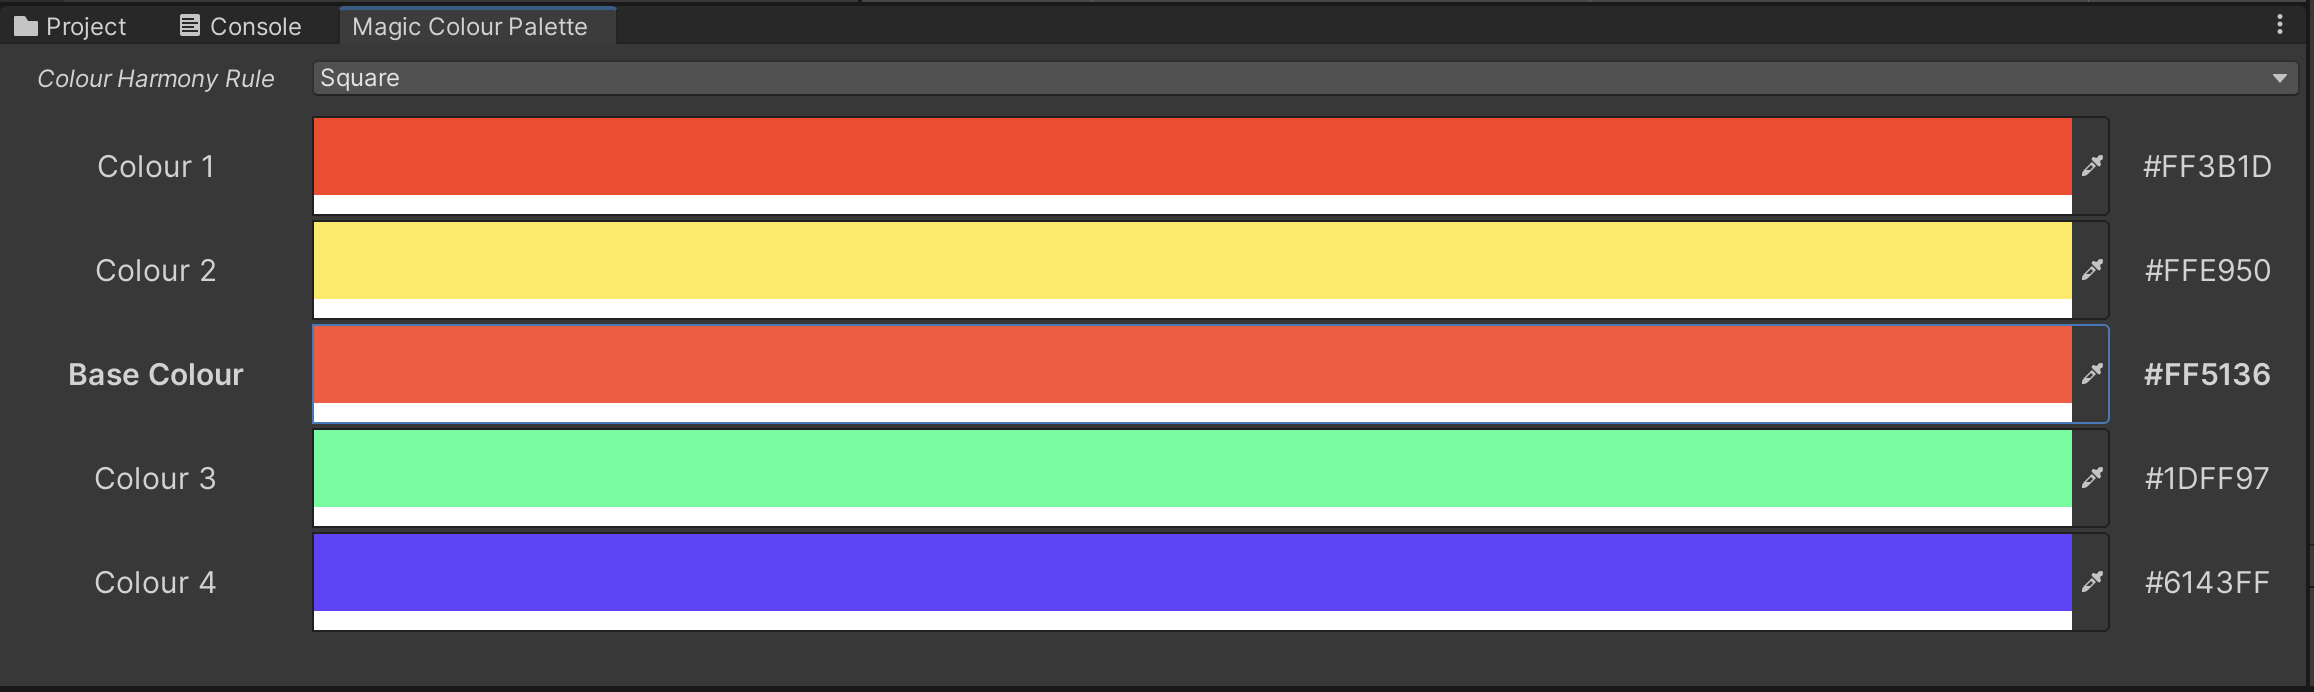 Project
Console
Magic Colour Palette
Colour Harmony Rule
Square
Colour 1
#FF3B1D
Colour 2
#FFE950
Base Colour
#FF5136
Colour 3
#1DFF97
Colour 4
#6143FF